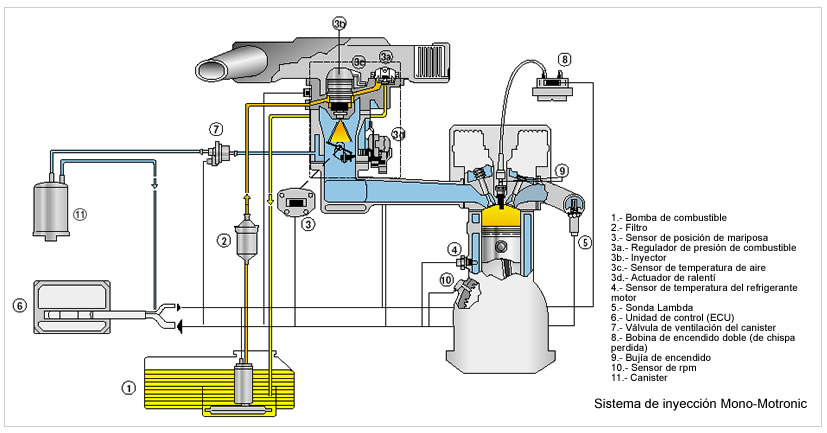 3b
3c
3a
8
7
3d
9
11
3
2
4
5
10
6
1
1.- Bomba de combustible
2.- Filtro
3.- Sensor de posición de mariposa
3a.- Regulador de presión de combustible
3b.- Inyector
3c.- Sensor de temperatura de aire
3d.- Actuador de ralentí
4.- Sensor de temperatura del refrigerante
motor
5.- Sonda Lambda
6.- Unidad de control (ECU)
7.- Válvula de ventilación del canister
8.- Bobina de encendido doble (de chispa
perdida)
9.- Bujía de encendido
10.- Sensor de rpm
11.- Canister
Sistema de inyección Mono-Motronic